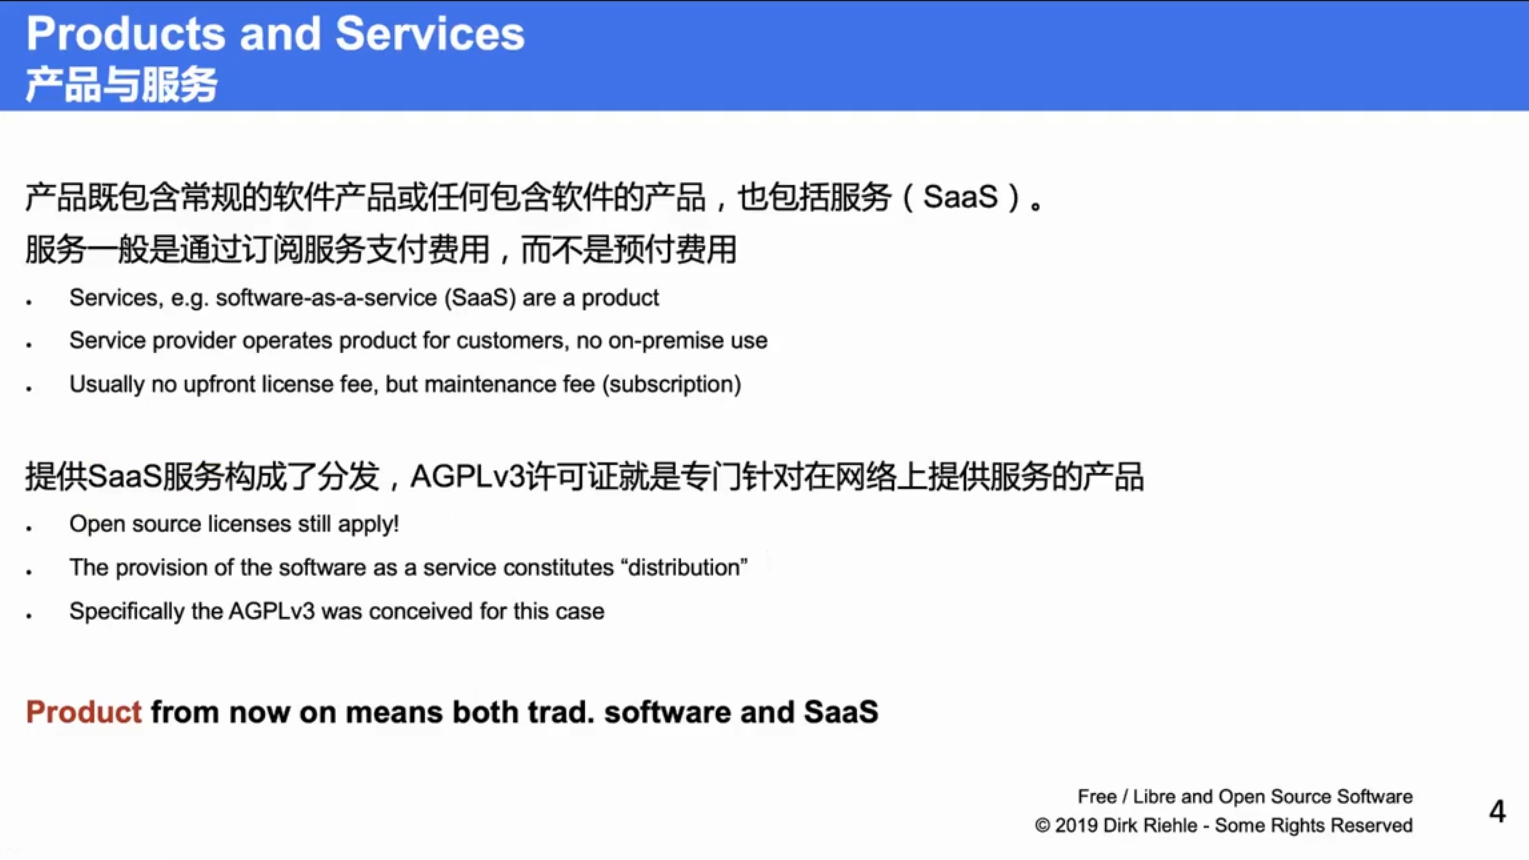 Products and Services
产品与服务
产品既包含常规的软件产品或任何包含软件的产品，也包括服务（SaaS）。
服务一般是通过订阅服务支付费用，而不是预付费用
• Services, e.g. software-as-a-service (SaaS) are a product
• Service provider operates product for customers, no on-premise use
• Usually no upfront license fee, but maintenance fee (subscription)
提供SaaS服务构成了分发，AGPLv3许可证就是专门针对在网络上提供服务的产品
• Open source licenses still apply!
• The provision of the software as a service constitutes “distribution”
• Specifically the AGPLv3 was conceived for this case
Product from now on means both trad. software and SaaS
Free / Libre and Open Source Software
© 2019 Dirk Riehle - Some Rights Reserved
4